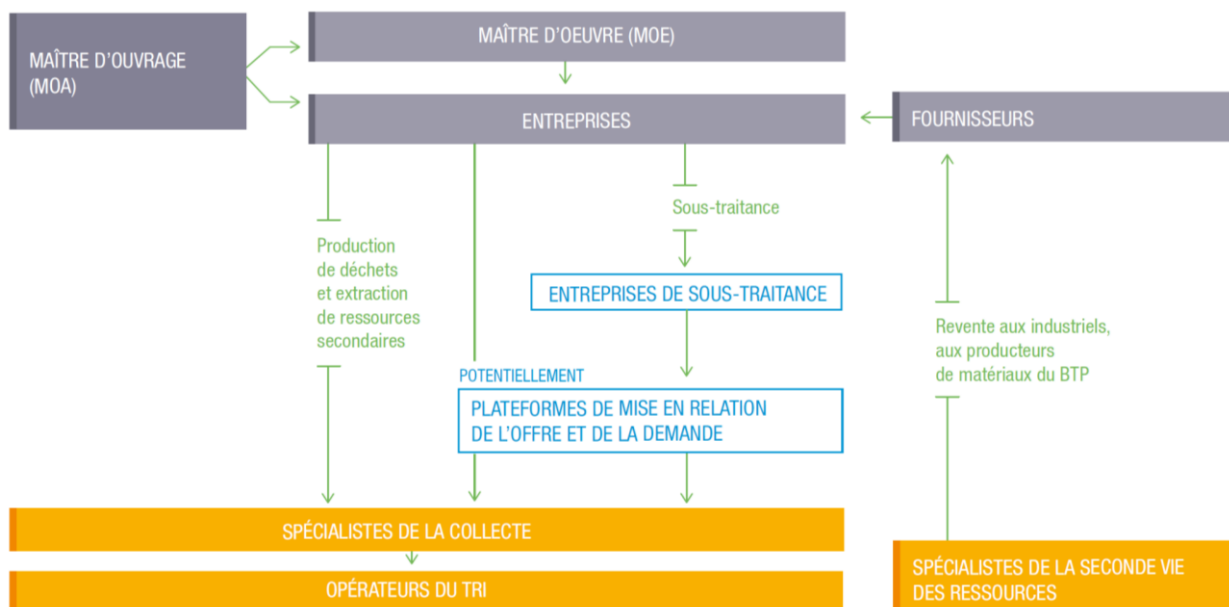 MAÎTRE D'OUVRAGE
(MOA)
MAÎTRE D'OEUVRE (MOE)
ENTREPRISES
FOURNISSEURS
Sous-traitance
Production
de déchets
et extraction
de ressources
secondaires
ENTREPRISES DE SOUS-TRAITANCE
Revente aux industriels,
aux producteurs
de matériaux du BTP
POTENTIELLEMENT
PLATEFORMES DE MISE EN RELATION
DE L'OFFRE ET DE LA DEMANDE
SPÉCIALISTES DE LA COLLECTE
OPÉRATEURS DU TRI
SPÉCIALISTES DE LA SECONDE VIE
DES RESSOURCES